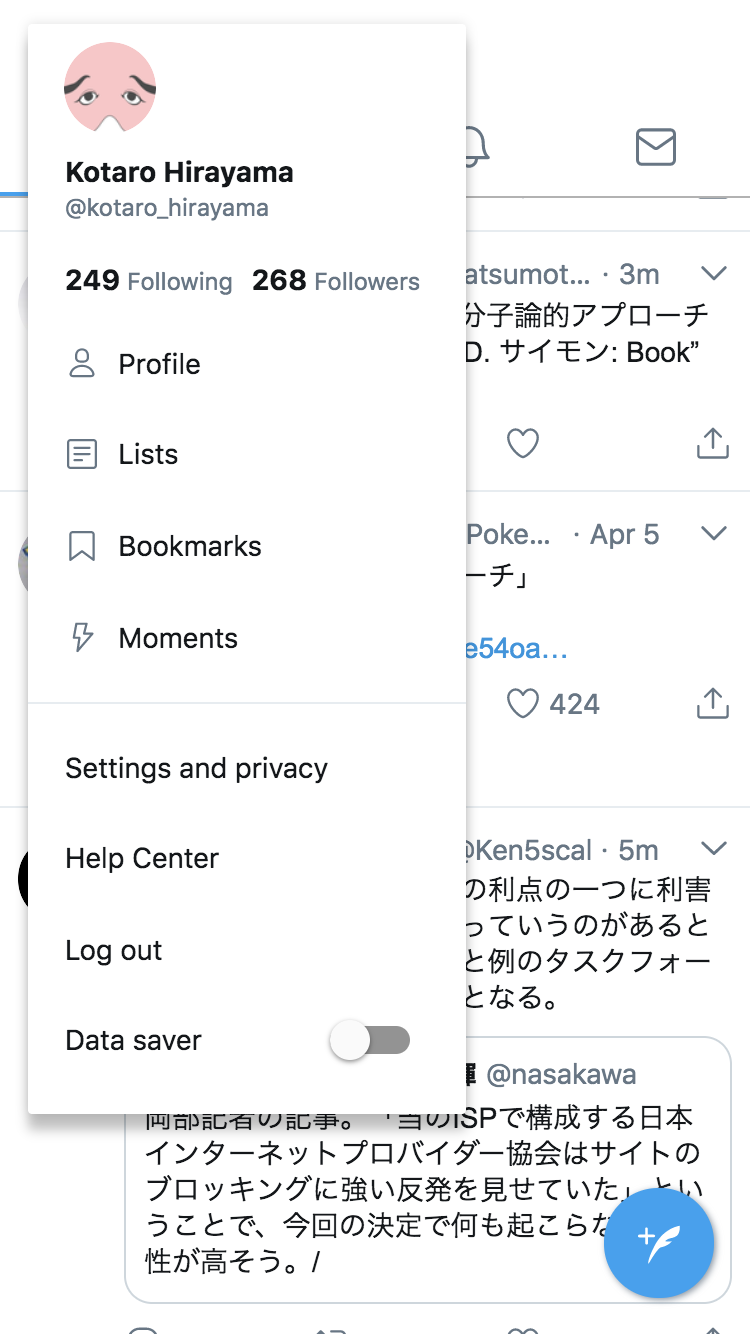 Kotaro Hirayama
@kotaro_hirayama
249 Following 268 Followers
Profile
Lists
Bookmarks
Moments
Settings and privacy
Help Center
Log out
Data saver
atsumot... · 3m
分子論的アプローチ
D. サイモン: Book”
Poke... · Apr 5
ーチ」
e54oa…
424
@Ken5scal · 5m
の利点の一つに利害
っていうのがあると
と例のタスクフォー
となる。
@nasakawa
岡部記者の記事。「当のISPで構成する日本
インターネットプロバイダー協会はサイトの
ブロッキングに強い反発を見せていた」とい
うことで、今回の決定で何も起こらな
性が高そう。/